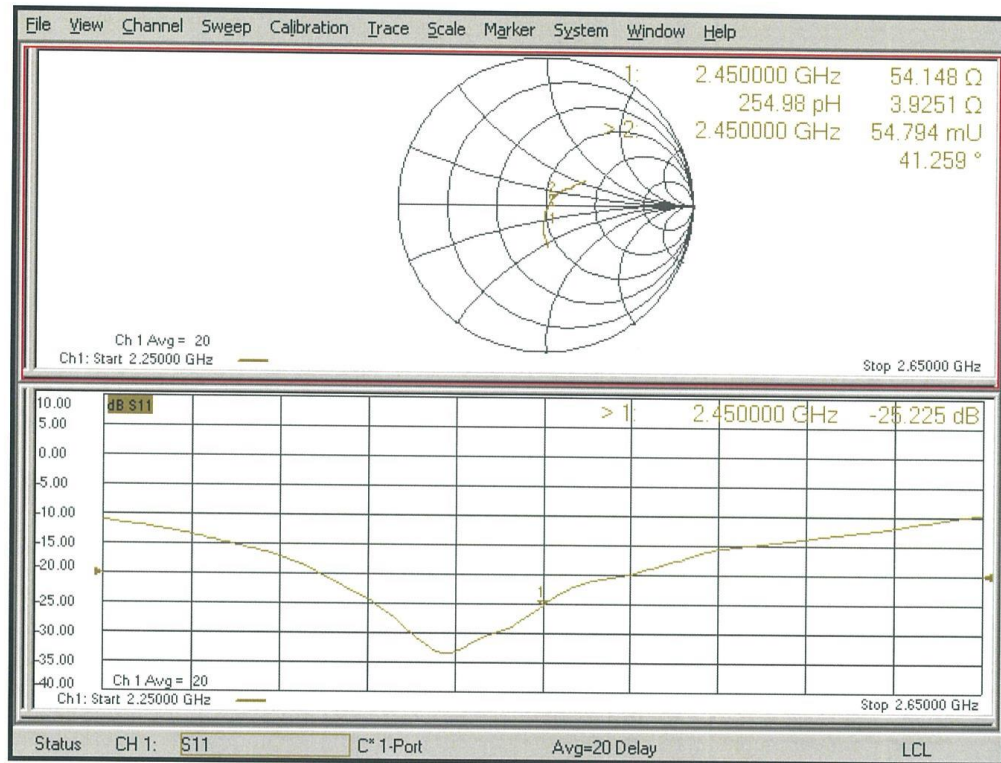 File View Channel Sweep Calibration Trace Scale Marker System Window Help
1: 2.450000 GHz 54.148 Ω
254.98 pH 3.9251 Ω
> 2: 2.450000 GHz 54.794 mU
41.259 °
2
1
Ch 1 Avg = 20
Ch1: Start 2.25000 GHz
Stop 2.65000 GHz
10.00
dB S11
> 1: 2.450000 GHz -25.225 dB
5.00
0.00
-5.00
-10.00
-15.00
-20.00
-25.00
1
-30.00
-35.00
-40.00
Ch 1 Avg = 20
Ch1: Start 2.25000 GHz
Stop 2.65000 GHz
Status CH 1: S11 C* 1-Port Avg=20 Delay LCL